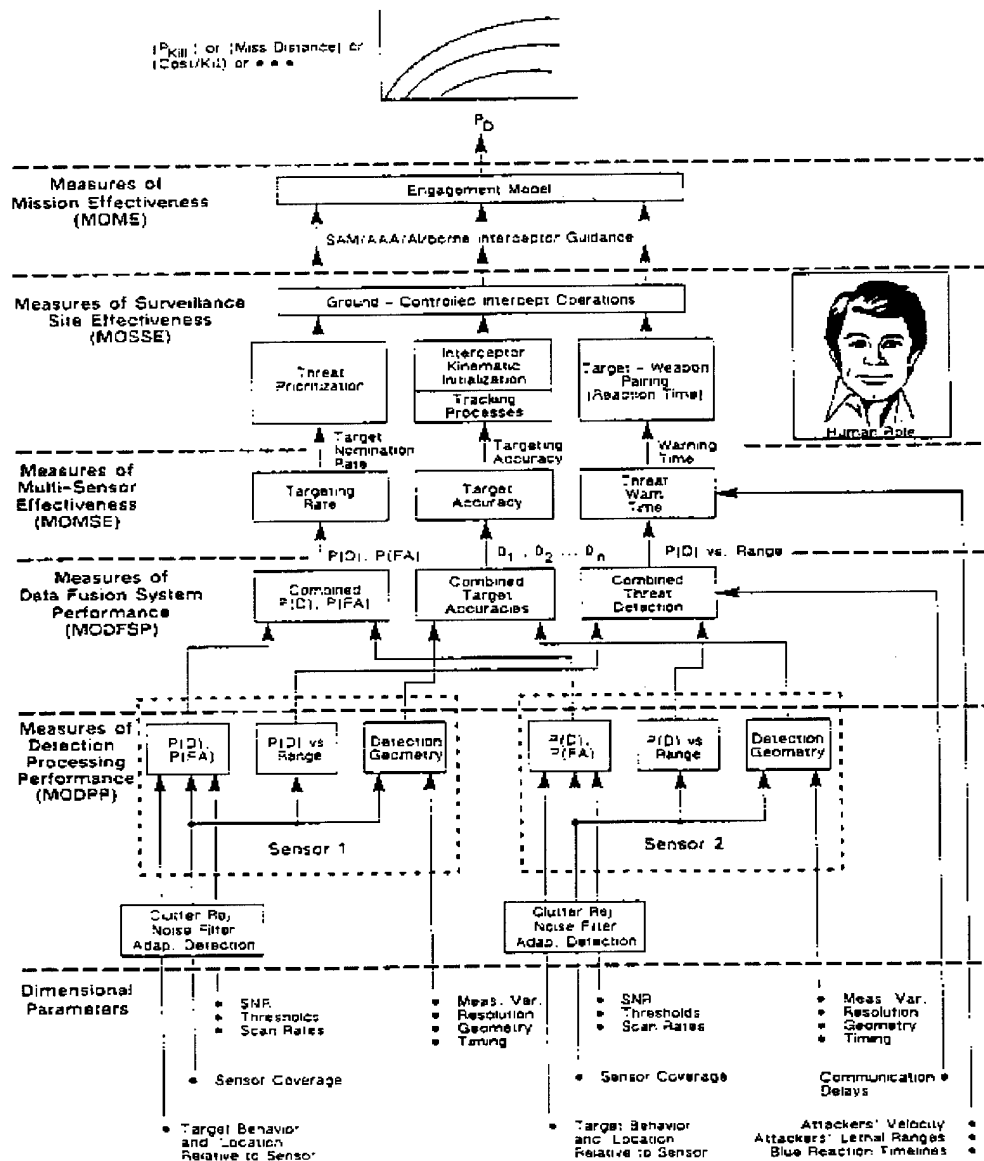 (P_Kill) or (Miss Distance) or
(Cost/Kill) or • • •
P_D
Measures of
Mission Effectiveness
(MOME)
Engagement Model
SAM/AAA/Airborne Interceptor Guidance
Measures of Surveillance
Site Effectiveness
(MOSSE)
Ground - Controlled Intercept Operations
Threat
Prioritization
Interceptor
Kinematic
Initialization
Tracking
Processes
Target - Weapon
Pairing
(Reaction Time)
Human Role
Target
Nomination
Rate
Targeting
Accuracy
Warning
Time
Measures of
Multi-Sensor
Effectiveness
(MOMSE)
Targeting
Rate
Target
Accuracy
Threat
Warn
Time
P(D), P(FA)
D1, D2 ... Dn
P(D) vs. Range
Measures of
Data Fusion System
Performance
(MODFSP)
Combined
P(D), P(FA)
Combined
Target
Accuracies
Combined
Threat
Detection
Measures of
Detection
Processing
Performance
(MODPP)
P(D),
P(FA)
P(D) vs
Range
Detection
Geometry
Sensor 1
P(D),
P(FA)
P(D) vs
Range
Detection
Geometry
Sensor 2
Clutter Rej
Noise Filter
Adap. Detection
Clutter Rej
Noise Filter
Adap. Detection
Dimensional
Parameters
• SNR
• Thresholds
• Scan Rates
• Meas. Var.
• Resolution
• Geometry
• Timing
• SNR
• Thresholds
• Scan Rates
• Meas. Var.
• Resolution
• Geometry
• Timing
• Sensor Coverage
• Sensor Coverage
Communication •
Delays
• Target Behavior
and Location
Relative to Sensor
• Target Behavior
and Location
Relative to Sensor
Attackers' Velocity •
Attackers' Lethal Ranges •
Blue Reaction Timelines •